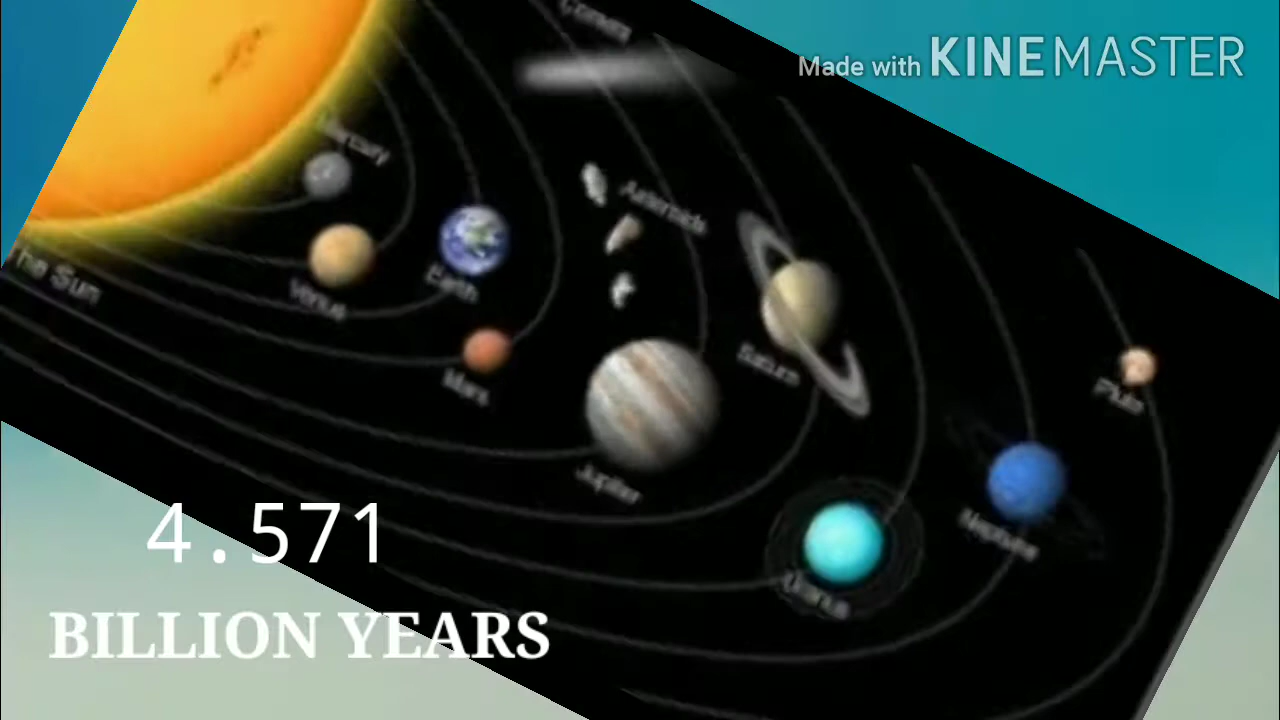 Comet
Made with KINEMASTER
Mercury
Asteroids
The Sun
Venus
Earth
Saturn
Mars
Pluto
Jupiter
Neptune
Uranus
4.571
BILLION YEARS